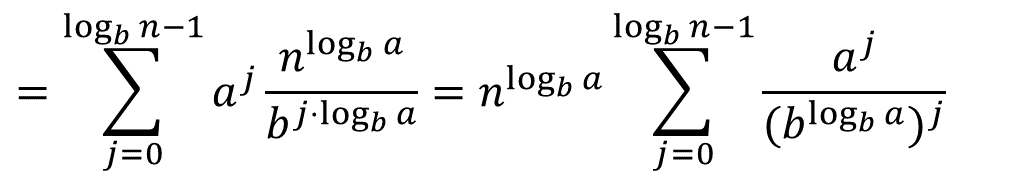 $= \sum_{j=0}^{\log_b n-1} a^j \frac{n^{\log_b a}}{b^{j \cdot \log_b a}} = n^{\log_b a} \sum_{j=0}^{\log_b n-1} \frac{a^j}{(b^{\log_b a})^j}$